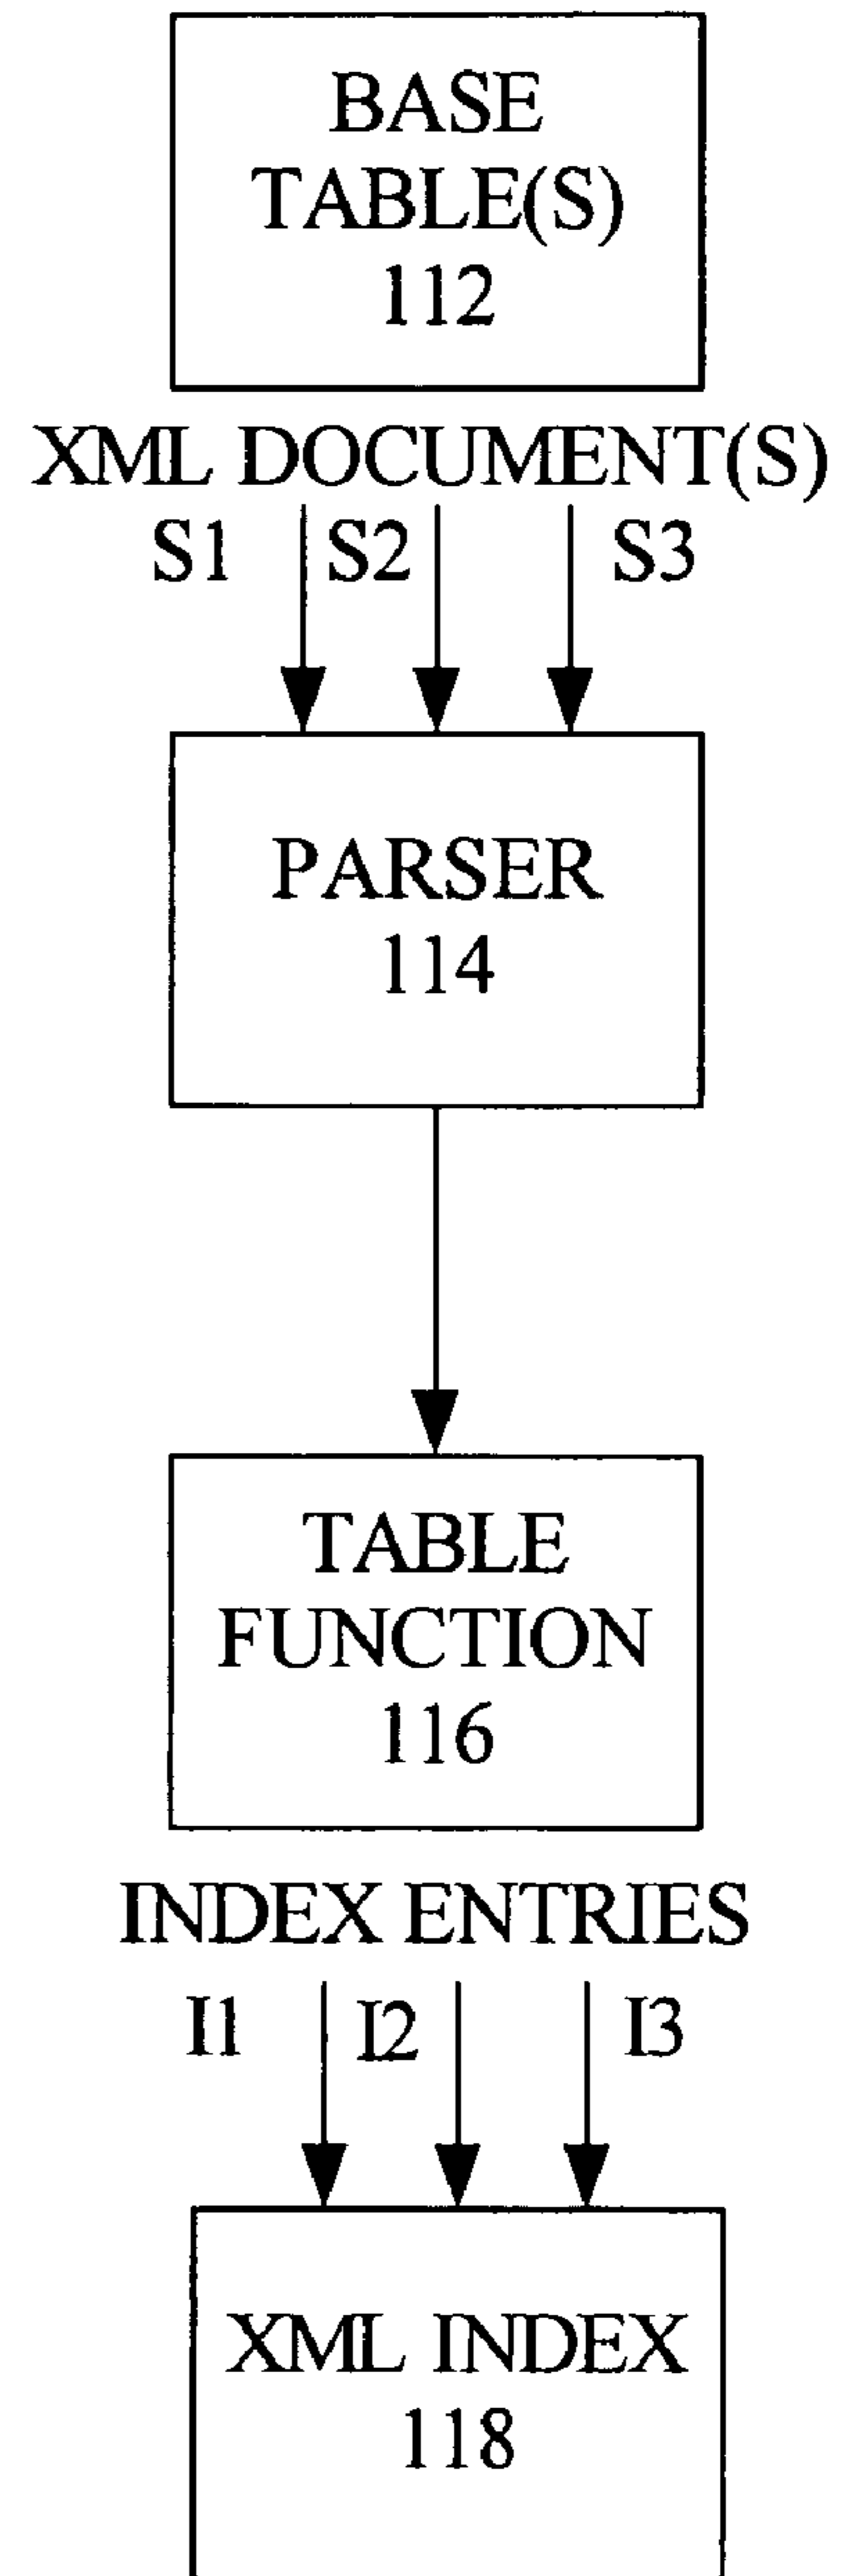 BASE
TABLE(S)
112
XML DOCUMENT(S)
S1 S2 S3
PARSER
114
TABLE
FUNCTION
116
INDEX ENTRIES
I1 I2 I3
XML INDEX
118